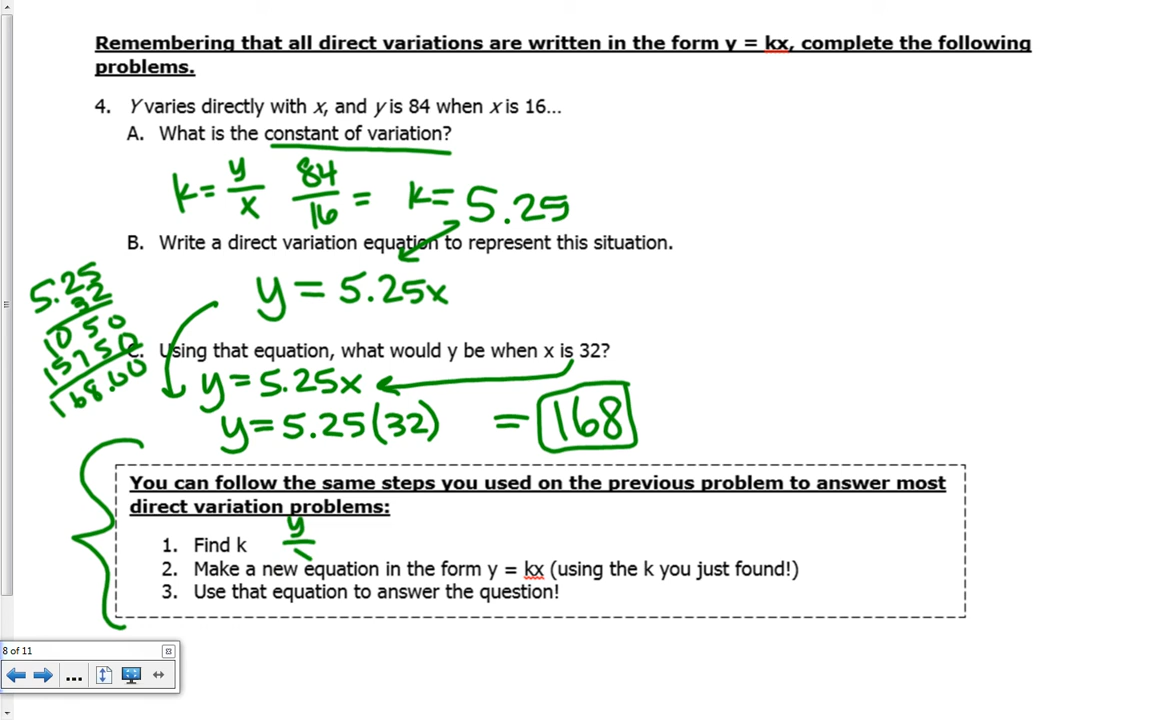 Remembering that all direct variations are written in the form y = kx, complete the following
problems.
4. Y varies directly with x, and y is 84 when x is 16...
A. What is the constant of variation?
k = y/x 84/16 = k = 5.25
B. Write a direct variation equation to represent this situation.
y = 5.25x
5.25
32
1050
15750
168.00
C. Using that equation, what would y be when x is 32?
y = 5.25x
y = 5.25(32) = 168
You can follow the same steps you used on the previous problem to answer most
direct variation problems:
1. Find k y
2. Make a new equation in the form y = kx (using the k you just found!)
3. Use that equation to answer the question!
8 of 11
...